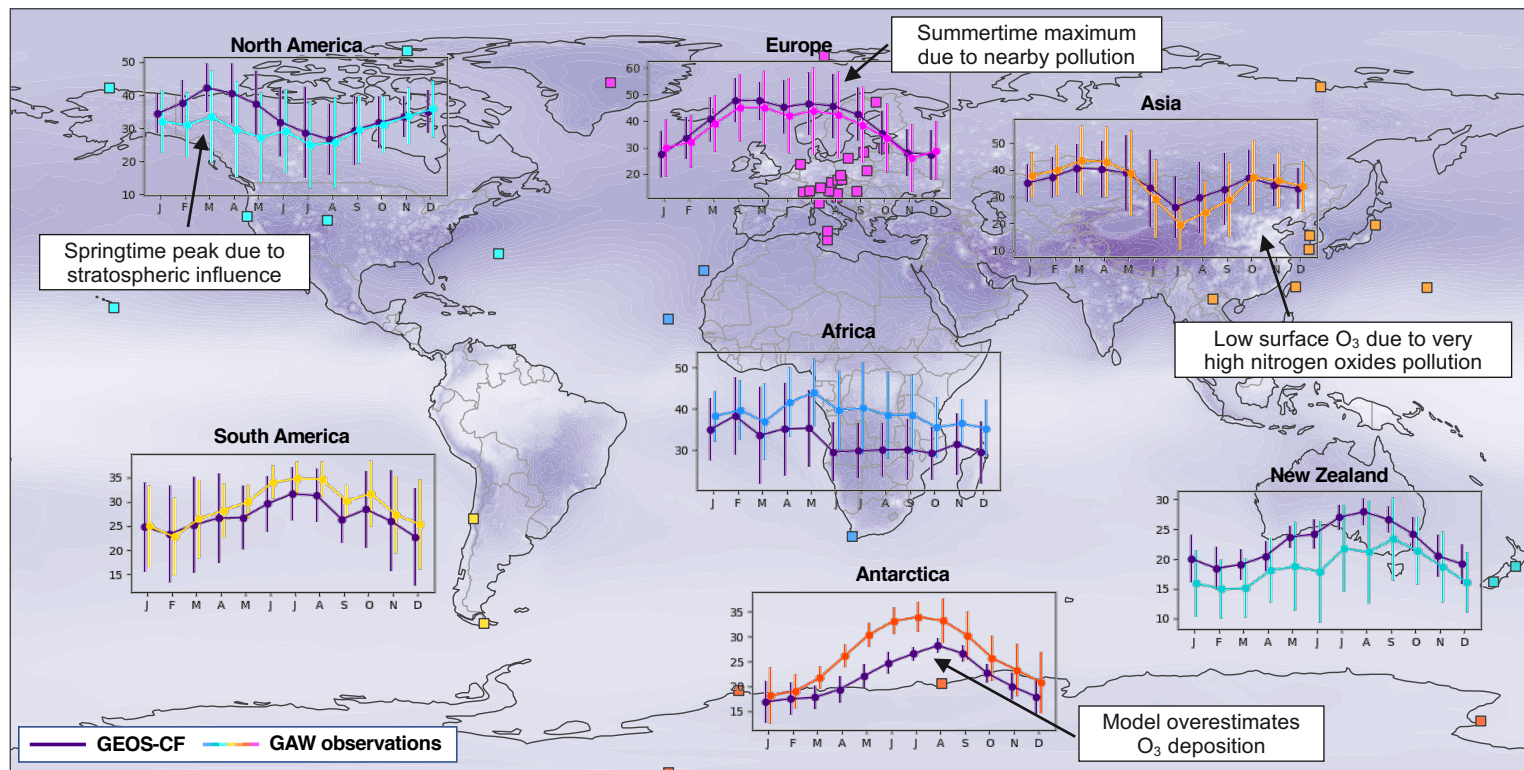 North America
50
40
30
20
10
J F M A M J J A S O N D
Springtime peak due to
stratospheric influence
Europe
60
50
40
30
20
J F M A M J J A S O N D
Summertime maximum
due to nearby pollution
Asia
50
40
30
20
10
J F M A M J J A S O N D
Low surface O₃ due to very
high nitrogen oxides pollution
Africa
50
40
30
J F M A M J J A S O N D
South America
35
30
25
20
15
J F M A M J J A S O N D
New Zealand
30
25
20
15
10
J F M A M J J A S O N D
Antarctica
35
30
25
20
15
J F M A M J J A S O N D
Model overestimates
O₃ deposition
GEOS-CF GAW observations